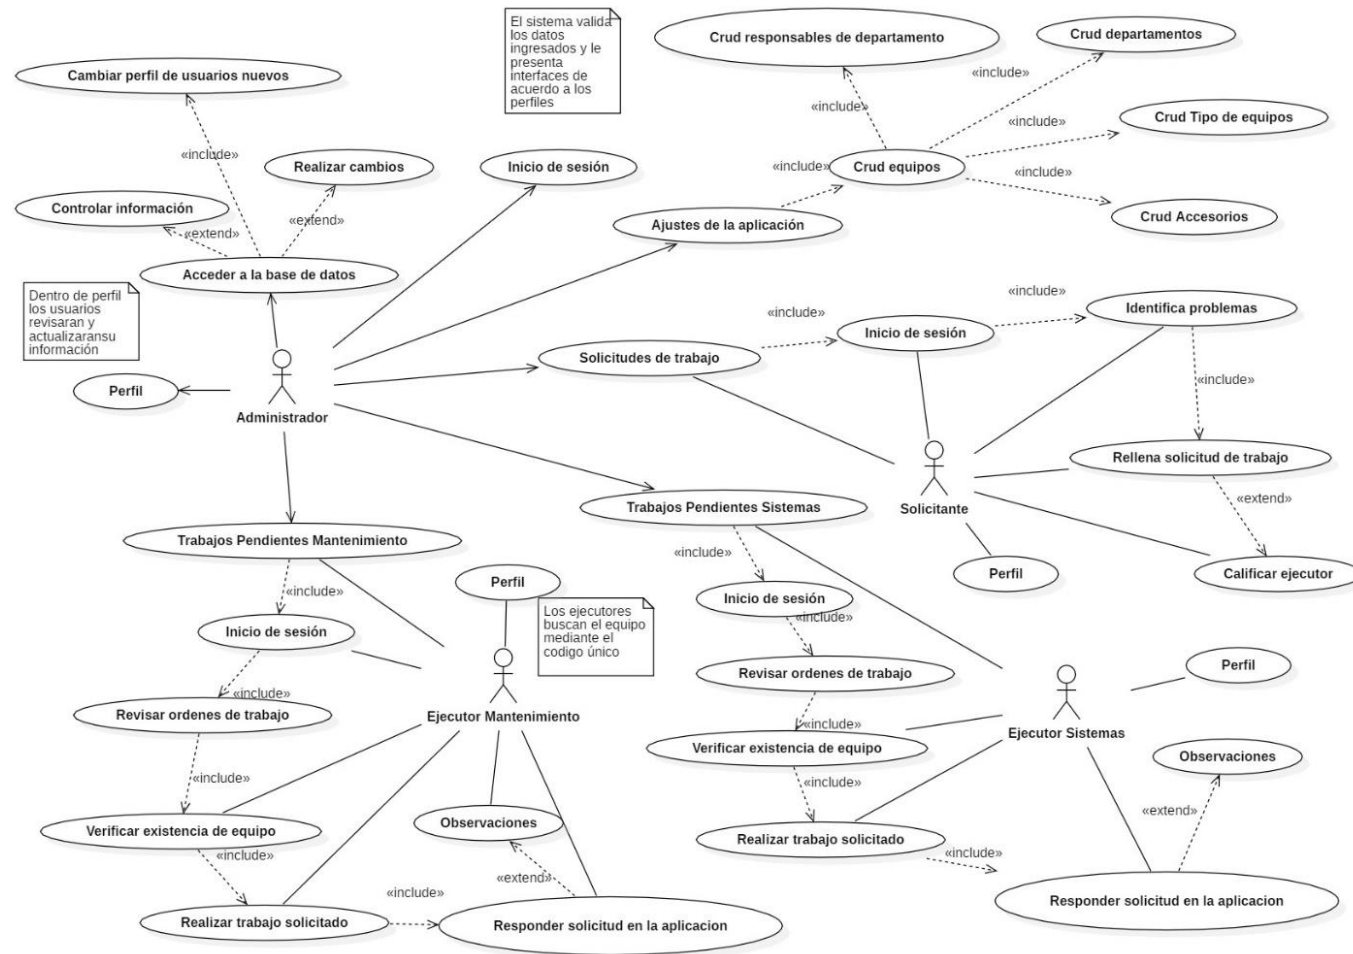 El sistema valida
los datos
ingresados y le
presenta
interfaces de
acuerdo a los
perfiles
Crud responsables de departamento
Crud departamentos
«include»
«include»
Cambiar perfil de usuarios nuevos
Crud Tipo de equipos
«include»
«include»
Realizar cambios
Inicio de sesión
«include»
Crud equipos
«include»
Controlar información
«extend»
«extend»
Ajustes de la aplicación
Crud Accesorios
Acceder a la base de datos
Dentro de perfil
los usuarios
revisaran y
actualizaransu
información
«include»
«include»
Identifica problemas
Inicio de sesión
Solicitudes de trabajo
«include»
Perfil
Administrador
Rellena solicitud de trabajo
«extend»
Solicitante
Trabajos Pendientes Sistemas
Trabajos Pendientes Mantenimiento
«include»
Perfil
Calificar ejecutor
Perfil
«include»
Inicio de sesión
Los ejecutores
buscan el equipo
mediante el
codigo único
«include»
Inicio de sesión
Revisar ordenes de trabajo
Perfil
«include»
Revisar ordenes de trabajo
Ejecutor Mantenimiento
«include»
Ejecutor Sistemas
Verificar existencia de equipo
Observaciones
«include»
«include»
«extend»
Verificar existencia de equipo
Observaciones
Realizar trabajo solicitado
«include»
«include»
«extend»
«include»
Responder solicitud en la aplicacion
Realizar trabajo solicitado
Responder solicitud en la aplicacion